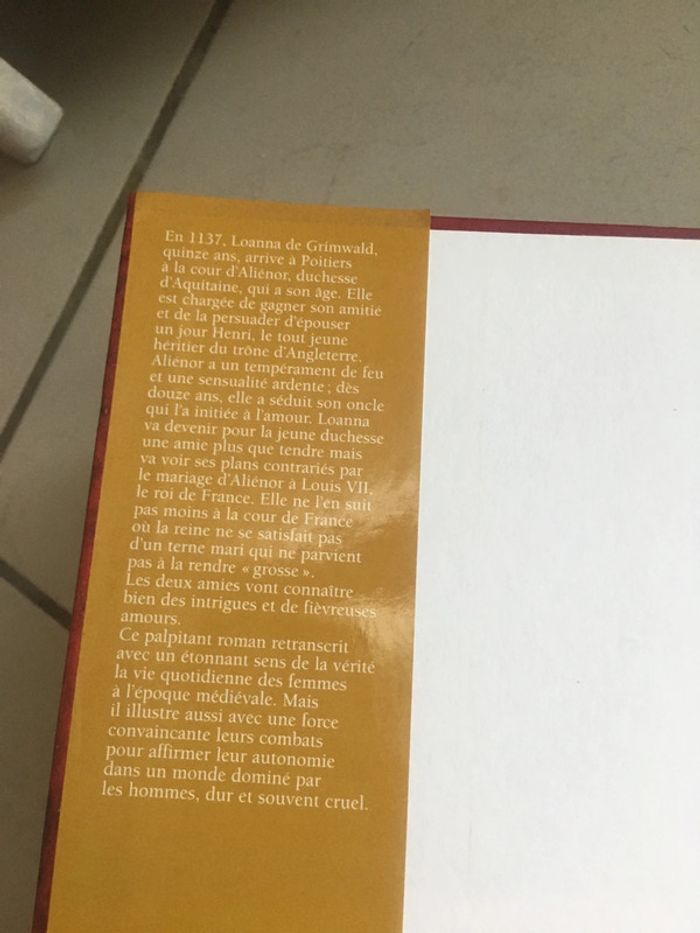 En 1137, Loanna de Grimwald,
quinze ans, arrive à Poitiers
à la cour d'Aliénor, duchesse
d'Aquitaine, qui a son âge. Elle
est chargée de gagner son amitié
et de la persuader d'épouser
un jour Henri, le tout jeune
héritier du trône d'Angleterre.
Aliénor a un tempérament de feu
et une sensualité ardente ; dès
douze ans, elle a séduit son oncle
qui l'a initiée à l'amour. Loanna
va devenir pour la jeune duchesse
une amie plus que tendre mais
va voir ses plans contrariés par
le mariage d'Aliénor à Louis VII,
le roi de France. Elle ne l'en suit
pas moins à la cour de France
où la reine ne se satisfait pas
d'un terne mari qui ne parvient
pas à la rendre « grosse ».
Les deux amies vont connaître
bien des intrigues et de fièvreuses
amours.
Ce palpitant roman retranscrit
avec un étonnant sens de la vérité
la vie quotidienne des femmes
à l'époque médiévale. Mais
il illustre aussi avec une force
convaincante leurs combats
pour affirmer leur autonomie
dans un monde dominé par
les hommes, dur et souvent cruel.